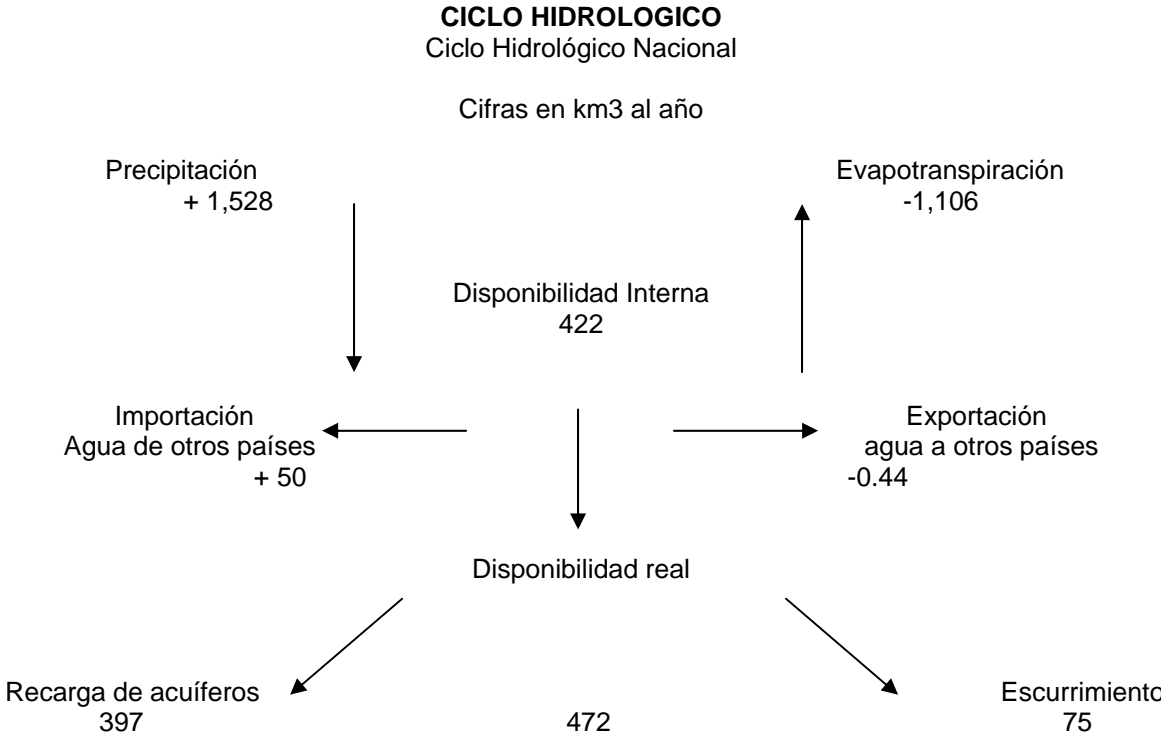 CICLO HIDROLOGICO
Ciclo Hidrológico Nacional
Cifras en km3 al año
Precipitación
+ 1,528
Evapotranspiración
-1,106
Disponibilidad Interna
422
Importación
Agua de otros países
+ 50
Exportación
agua a otros países
-0.44
Disponibilidad real
Recarga de acuíferos
397
472
Escurrimiento
75